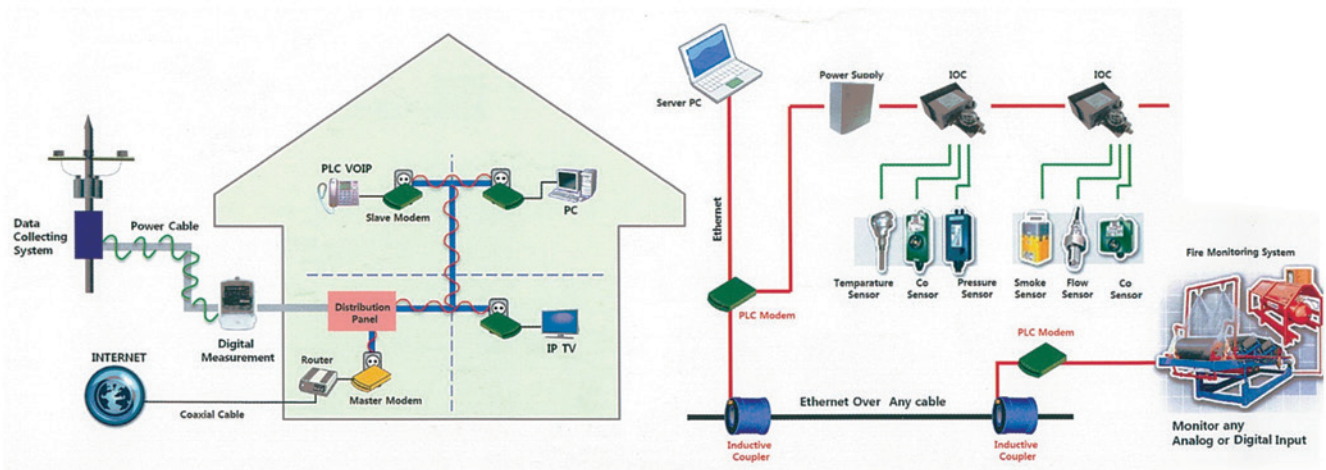 Data
Collecting
System
Power Cable
Digital
Measurement
INTERNET
Coaxial Cable
PLC VOIP
Slave Modem
PC
Distribution
Panel
IP TV
Router
Master Modem
Server PC
Ethernet
Power Supply
IOC
IOC
Temparature
Sensor
Co
Sensor
Pressure
Sensor
Smoke
Sensor
Flow
Sensor
Co
Sensor
PLC Modem
Fire Monitoring System
PLC Modem
Ethernet Over Any cable
Inductive
Coupler
Inductive
Coupler
Monitor any
Analog or Digital Input